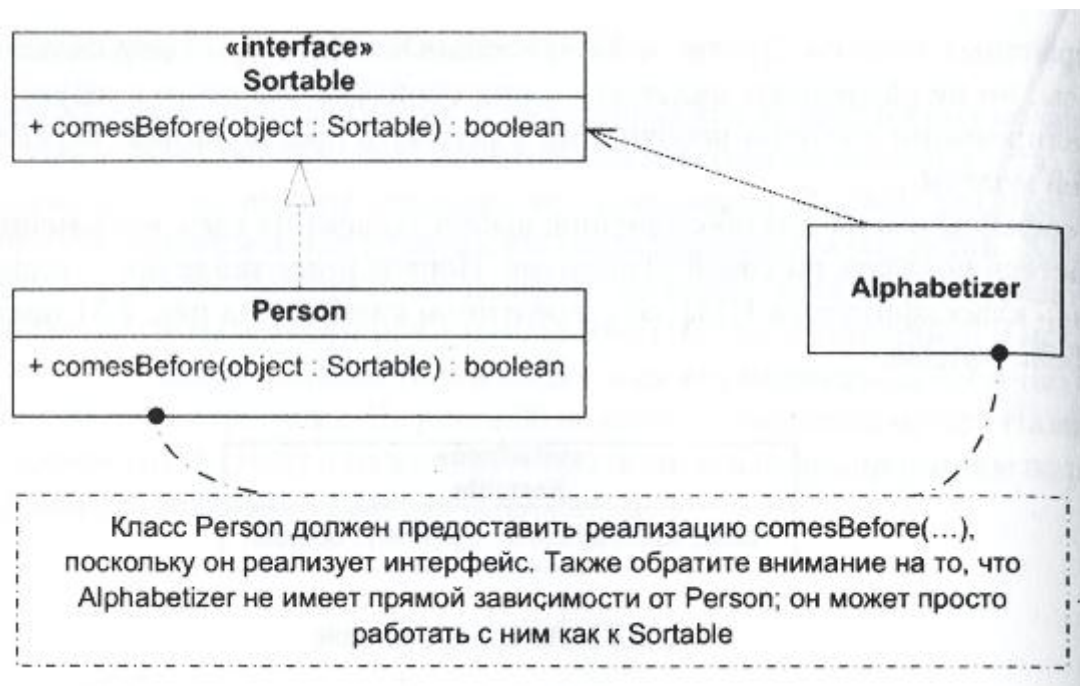 «interface»
Sortable
+ comesBefore(object : Sortable) : boolean
Person
+ comesBefore(object : Sortable) : boolean
Alphabetizer
Класс Person должен предоставить реализацию comesBefore(...),
поскольку он реализует интерфейс. Также обратите внимание на то, что
Alphabetizer не имеет прямой зависимости от Person; он может просто
работать с ним как к Sortable